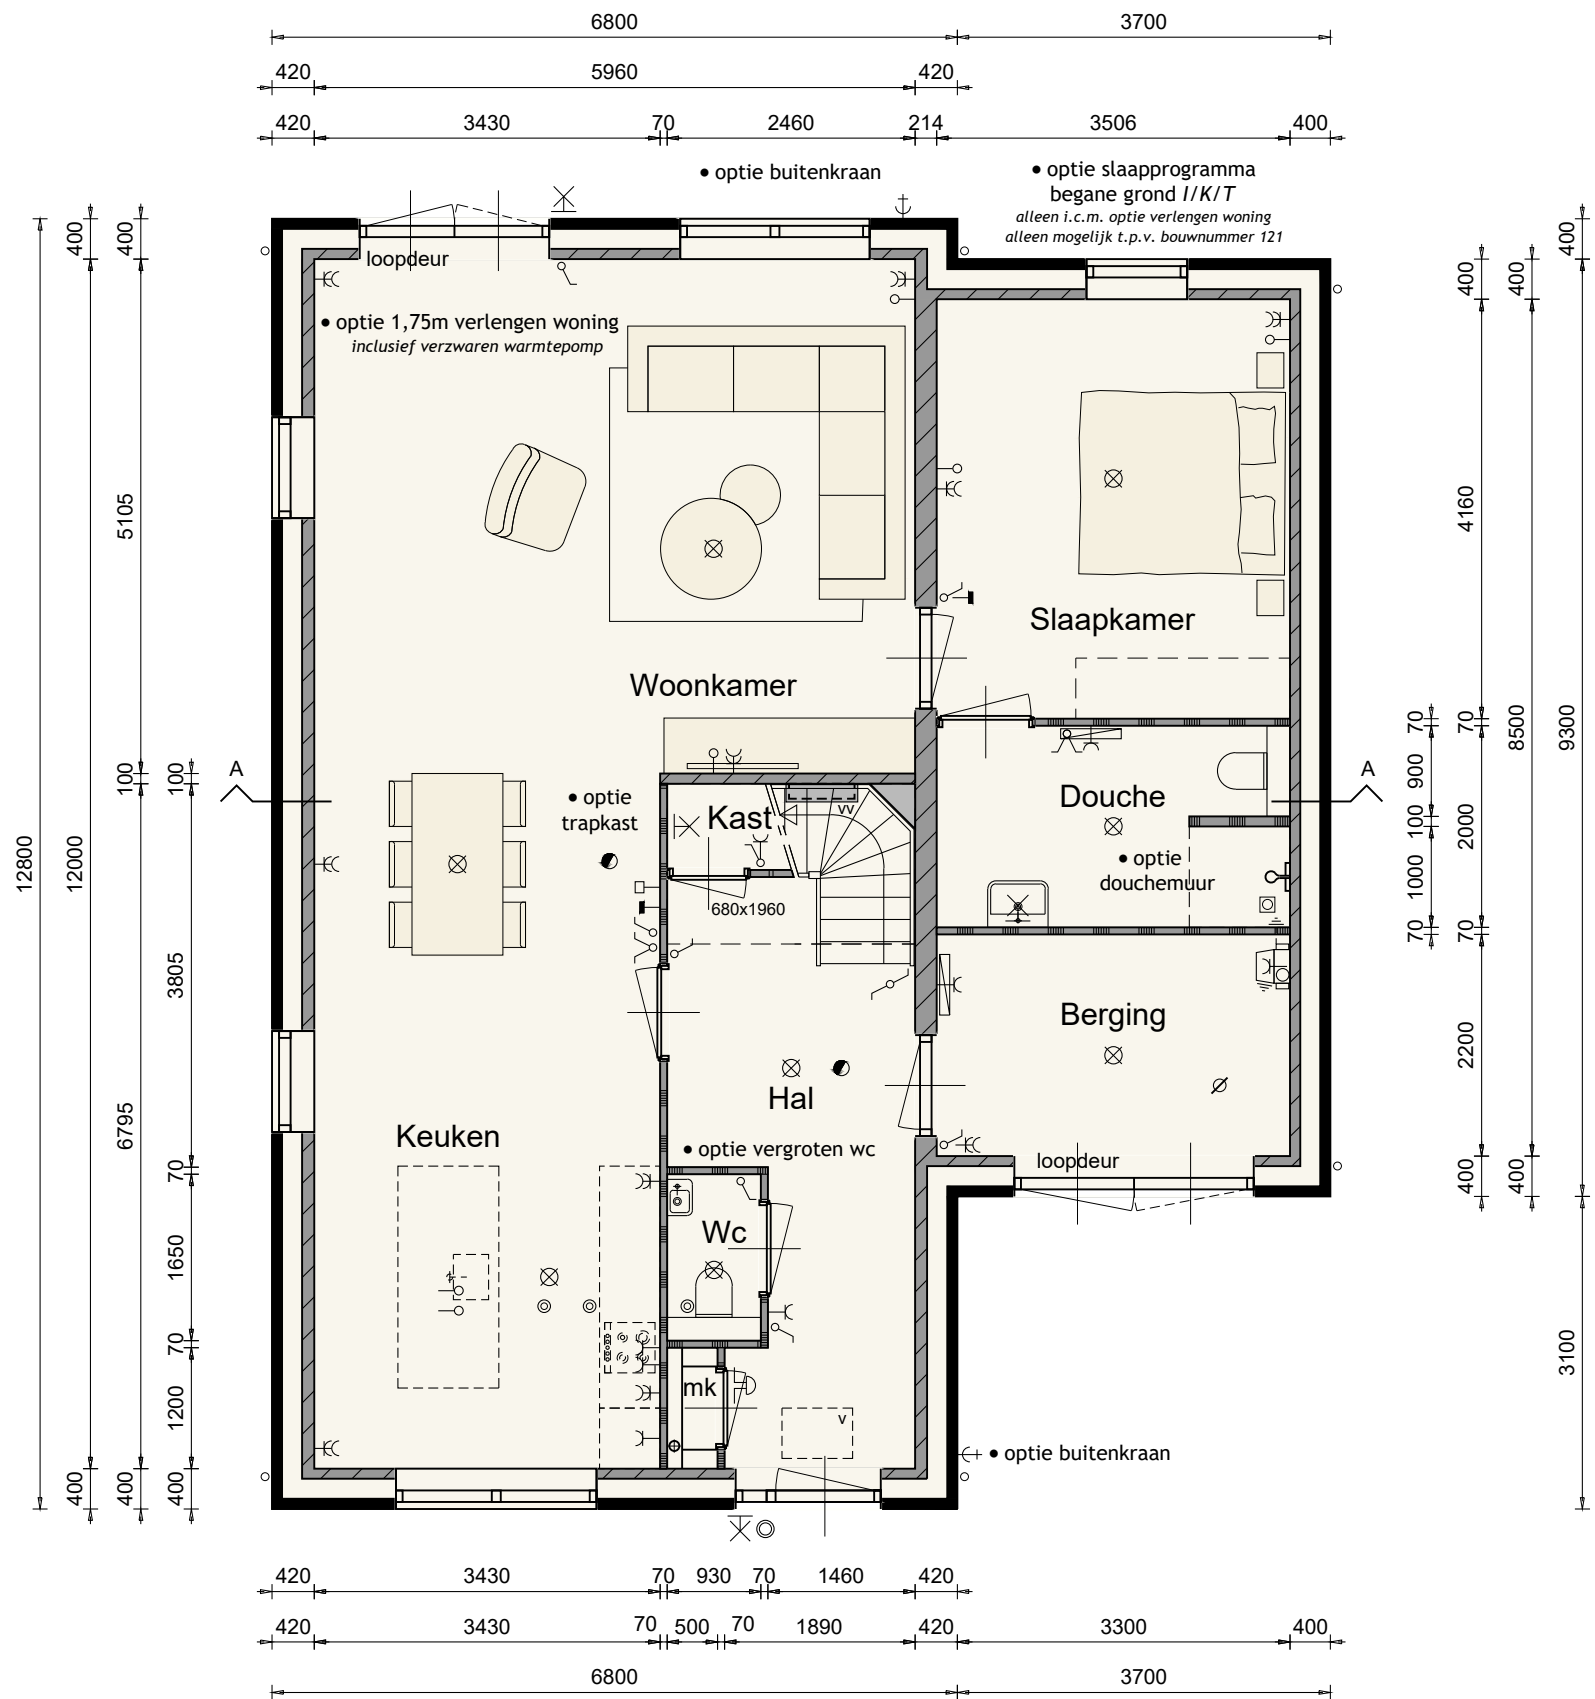 6800 3700
420 5960 420
420 3430 70 2460 214 3506 400
• optie buitenkraan
• optie slaapprogramma
begane grond I/K/T
alleen i.c.m. optie verlengen woning
alleen mogelijk t.p.v. bouwnummer 121
loopdeur
• optie 1,75m verlengen woning
inclusief verzwaren warmtepomp
12800
400
12000
400
400
5105
100
6795
400
100
3805
70
1650
70
1200
400
Woonkamer
Slaapkamer
A
A
• optie
trapkast
Kast
vv
680x1960
Douche
• optie
douchemuur
Berging
Hal
Keuken
• optie vergroten wc
loopdeur
Wc
mk
v
• optie buitenkraan
70
900
100
1000
70
400
4160
70
2000
70
2200
400
400
8500
400
400
9300
3100
420 3430 70 930 70 1460 420
420 3430 70 500 70 1890 420 3300 400
6800 3700